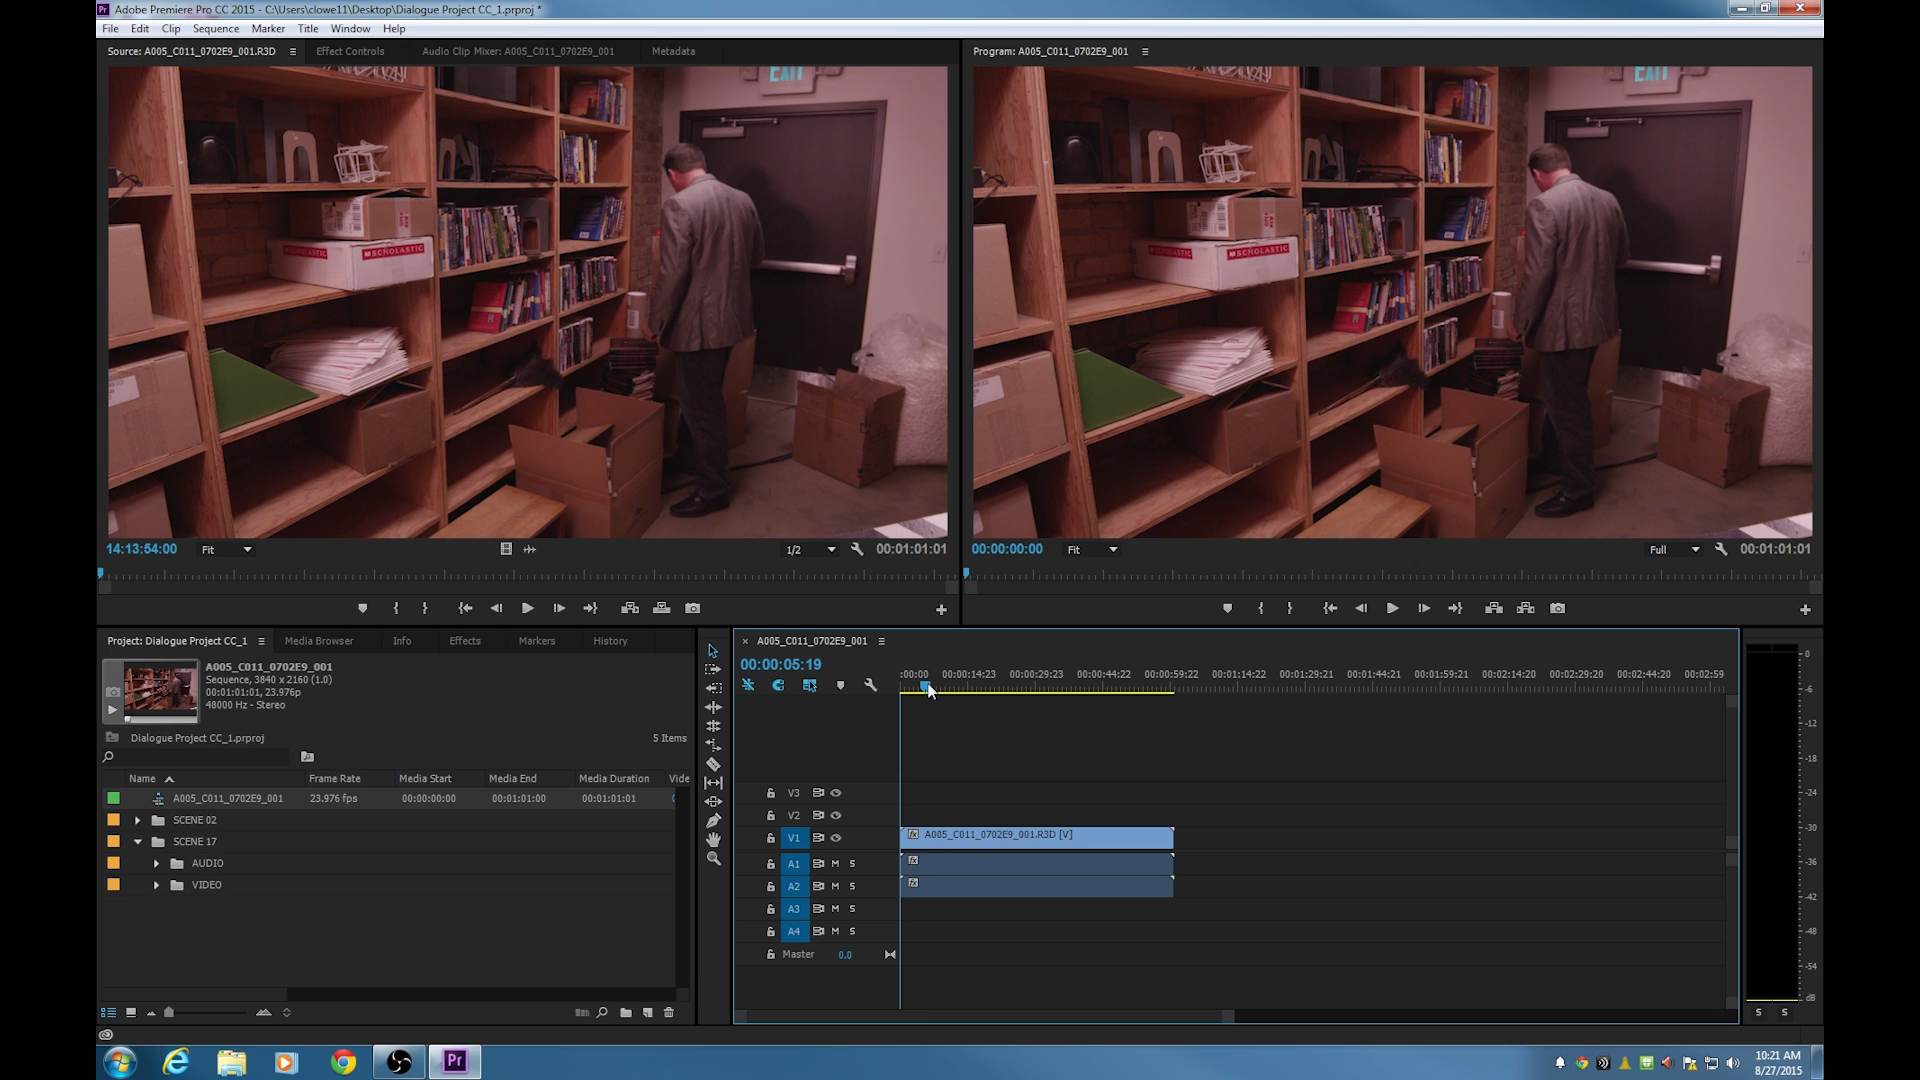 Adobe Premiere Pro CC 2015 - C:\Users\clowe11\Desktop\Dialogue Project CC_1.prproj *
File Edit Clip Sequence Marker Title Window Help
Source: A005_C011_0702E9_001.R3D Effect Controls Audio Clip Mixer: A005_C011_0702E9_001 Metadata
Program: A005_C011_0702E9_001
EXIT
EXIT
SCHOLASTIC
SCHOLASTIC
SCHOLASTIC
SCHOLASTIC
14:13:54:00 Fit 1/2 00:01:01:01
00:00:00:00 Fit Full 00:01:01:01
Project: Dialogue Project CC_1 Media Browser Info Effects Markers History
A005_C011_0702E9_001
Sequence, 3840 x 2160 (1.0)
00:01:01:01, 23.976p
48000 Hz - Stereo
Dialogue Project CC_1.prproj 5 Items
Name Frame Rate Media Start Media End Media Duration Vide
A005_C011_0702E9_001 23.976 fps 00:00:00:00 00:01:01:00 00:01:01:01
SCENE 02
SCENE 17
AUDIO
VIDEO
A005_C011_0702E9_001
00:00:05:19
:00:00 00:00:14:23 00:00:29:23 00:00:44:22 00:00:59:22 00:01:14:22 00:01:29:21 00:01:44:21 00:01:59:21 00:02:14:20 00:02:29:20 00:02:44:20 00:02:59
V3
V2
V1 fx A005_C011_0702E9_001.R3D [V]
A1 M S fx
A2 M S fx
A3 M S
A4 M S
Master 0.0
0
-6
-12
-18
-24
-30
-36
-42
-48
-54
dB
S S
Pr
10:21 AM
8/27/2015